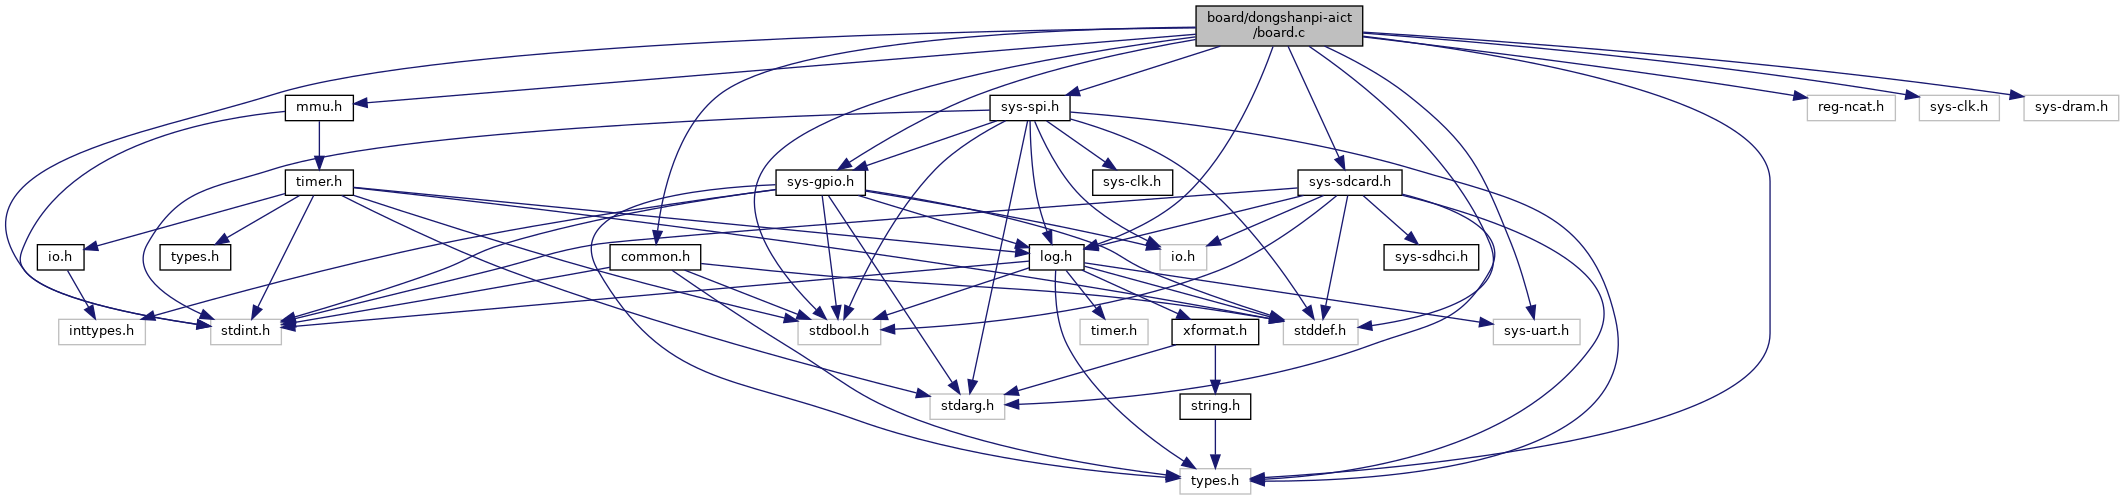 board/dongshanpi-aict
/board.c
mmu.h
sys-spi.h
reg-ncat.h
sys-clk.h
sys-dram.h
timer.h
sys-gpio.h
sys-clk.h
sys-sdcard.h
io.h
types.h
common.h
log.h
io.h
sys-sdhci.h
inttypes.h
stdint.h
stdbool.h
timer.h
xformat.h
stddef.h
sys-uart.h
stdarg.h
string.h
types.h